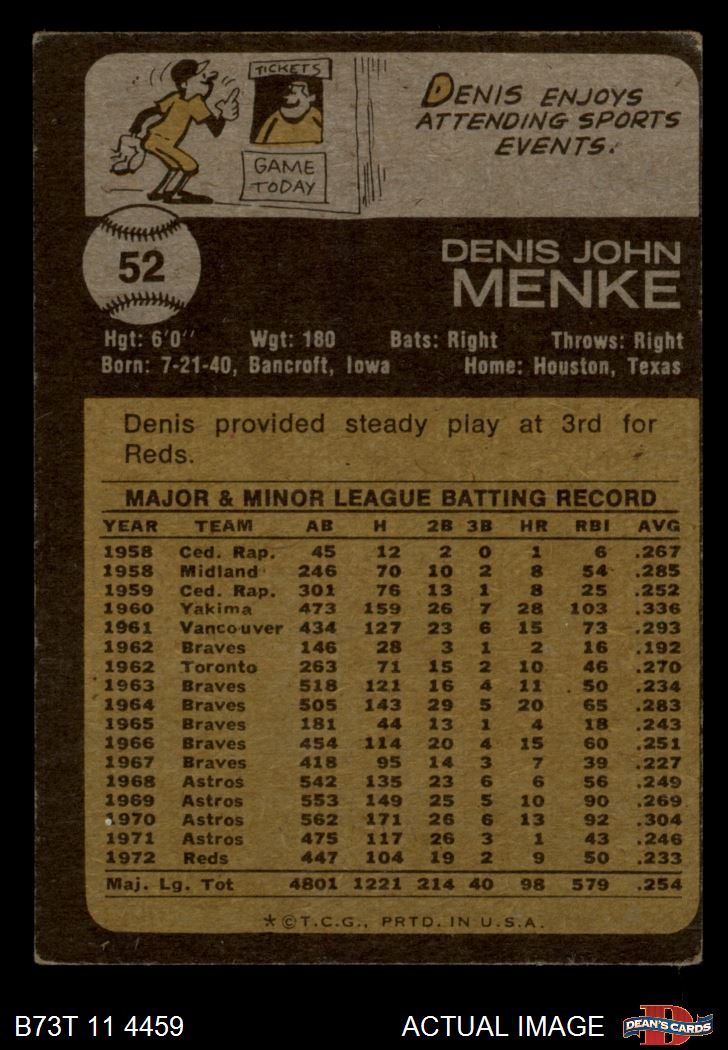 TICKETS
GAME
TODAY
DENIS ENJOYS
ATTENDING SPORTS
EVENTS.
52
DENIS JOHN
MENKE
Hgt: 6'0'' Wgt: 180 Bats: Right Throws: Right
Born: 7-21-40, Bancroft, Iowa Home: Houston, Texas
Denis provided steady play at 3rd for
Reds.
MAJOR & MINOR LEAGUE BATTING RECORD
YEAR TEAM AB H 2B 3B HR RBI AVG
1958 Ced. Rap. 45 12 2 0 1 6 .267
1958 Midland 246 70 10 2 8 54 .285
1959 Ced. Rap. 301 76 13 1 8 25 .252
1960 Yakima 473 159 26 7 28 103 .336
1961 Vancouver 434 127 23 6 15 73 .293
1962 Braves 146 28 3 1 2 16 .192
1962 Toronto 263 71 15 2 10 46 .270
1963 Braves 518 121 16 4 11 50 .234
1964 Braves 505 143 29 5 20 65 .283
1965 Braves 181 44 13 1 4 18 .243
1966 Braves 454 114 20 4 15 60 .251
1967 Braves 418 95 14 3 7 39 .227
1968 Astros 542 135 23 6 6 56 .249
1969 Astros 553 149 25 5 10 90 .269
1970 Astros 562 171 26 6 13 92 .304
1971 Astros 475 117 26 3 1 43 .246
1972 Reds 447 104 19 2 9 50 .233
Maj. Lg. Tot 4801 1221 214 40 98 579 .254
*©T.C.G., PRTD. IN U.S.A.
B73T 11 4459 ACTUAL IMAGE
D
DEAN'S CARDS